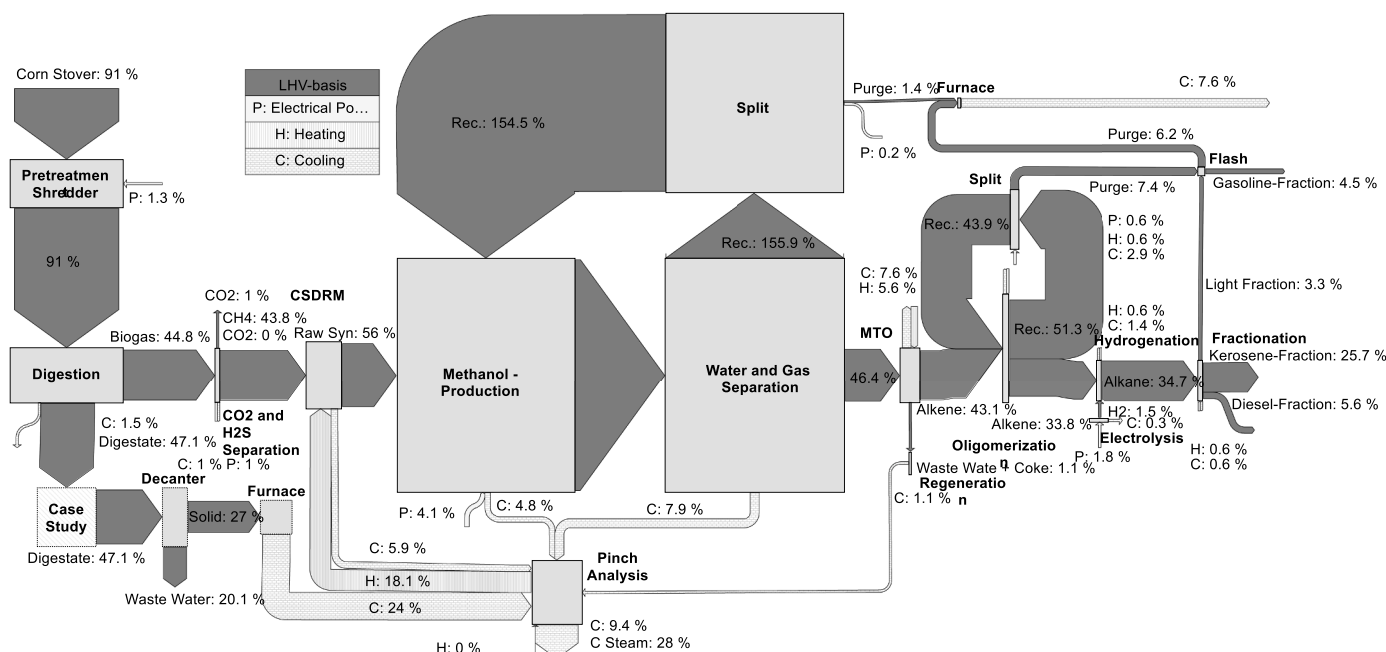 Corn Stover: 91 %
Pretreatmen
t
Shredder
P: 1.3 %
91 %
LHV-basis
P: Electrical Po…
H: Heating
C: Cooling
Rec.: 154.5 %
Split
Purge: 1.4 %
Furnace
C: 7.6 %
P: 0.2 %
Purge: 6.2 %
Flash
Split
Purge: 7.4 %
Gasoline-Fraction: 4.5 %
Rec.: 43.9 %
P: 0.6 %
H: 0.6 %
C: 2.9 %
Rec.: 155.9 %
C: 7.6 %
H: 5.6 %
Light Fraction: 3.3 %
CO2: 1 %
CSDRM
CH4: 43.8 %
CO2: 0 %
Biogas: 44.8 %
Raw Syn: 56 %
MTO
Rec.: 51.3 %
H: 0.6 %
C: 1.4 %
Hydrogenation
Fractionation
Kerosene-Fraction: 25.7 %
Digestion
Methanol -
Production
Water and Gas
Separation
46.4 %
Alkane: 34.7 %
Diesel-Fraction: 5.6 %
Alkene: 43.1 %
Alkene: 33.8 %
H2: 1.5 %
C: 0.3 %
Electrolysis
P: 1.8 %
H: 0.6 %
C: 0.6 %
C: 1.5 %
Digestate: 47.1 %
CO2 and
H2S
Separation
C: 1 %
P: 1 %
Oligomerizatio
n
Waste Wate + Coke: 1.1 %
Regeneratio
n
C: 1.1 %
Decanter
Furnace
Case
Study
Solid: 27 %
Digestate: 47.1 %
Waste Water: 20.1 %
P: 4.1 %
C: 4.8 %
C: 7.9 %
C: 5.9 %
H: 18.1 %
C: 24 %
Pinch
Analysis
C: 9.4 %
C Steam: 28 %
H: 0 %